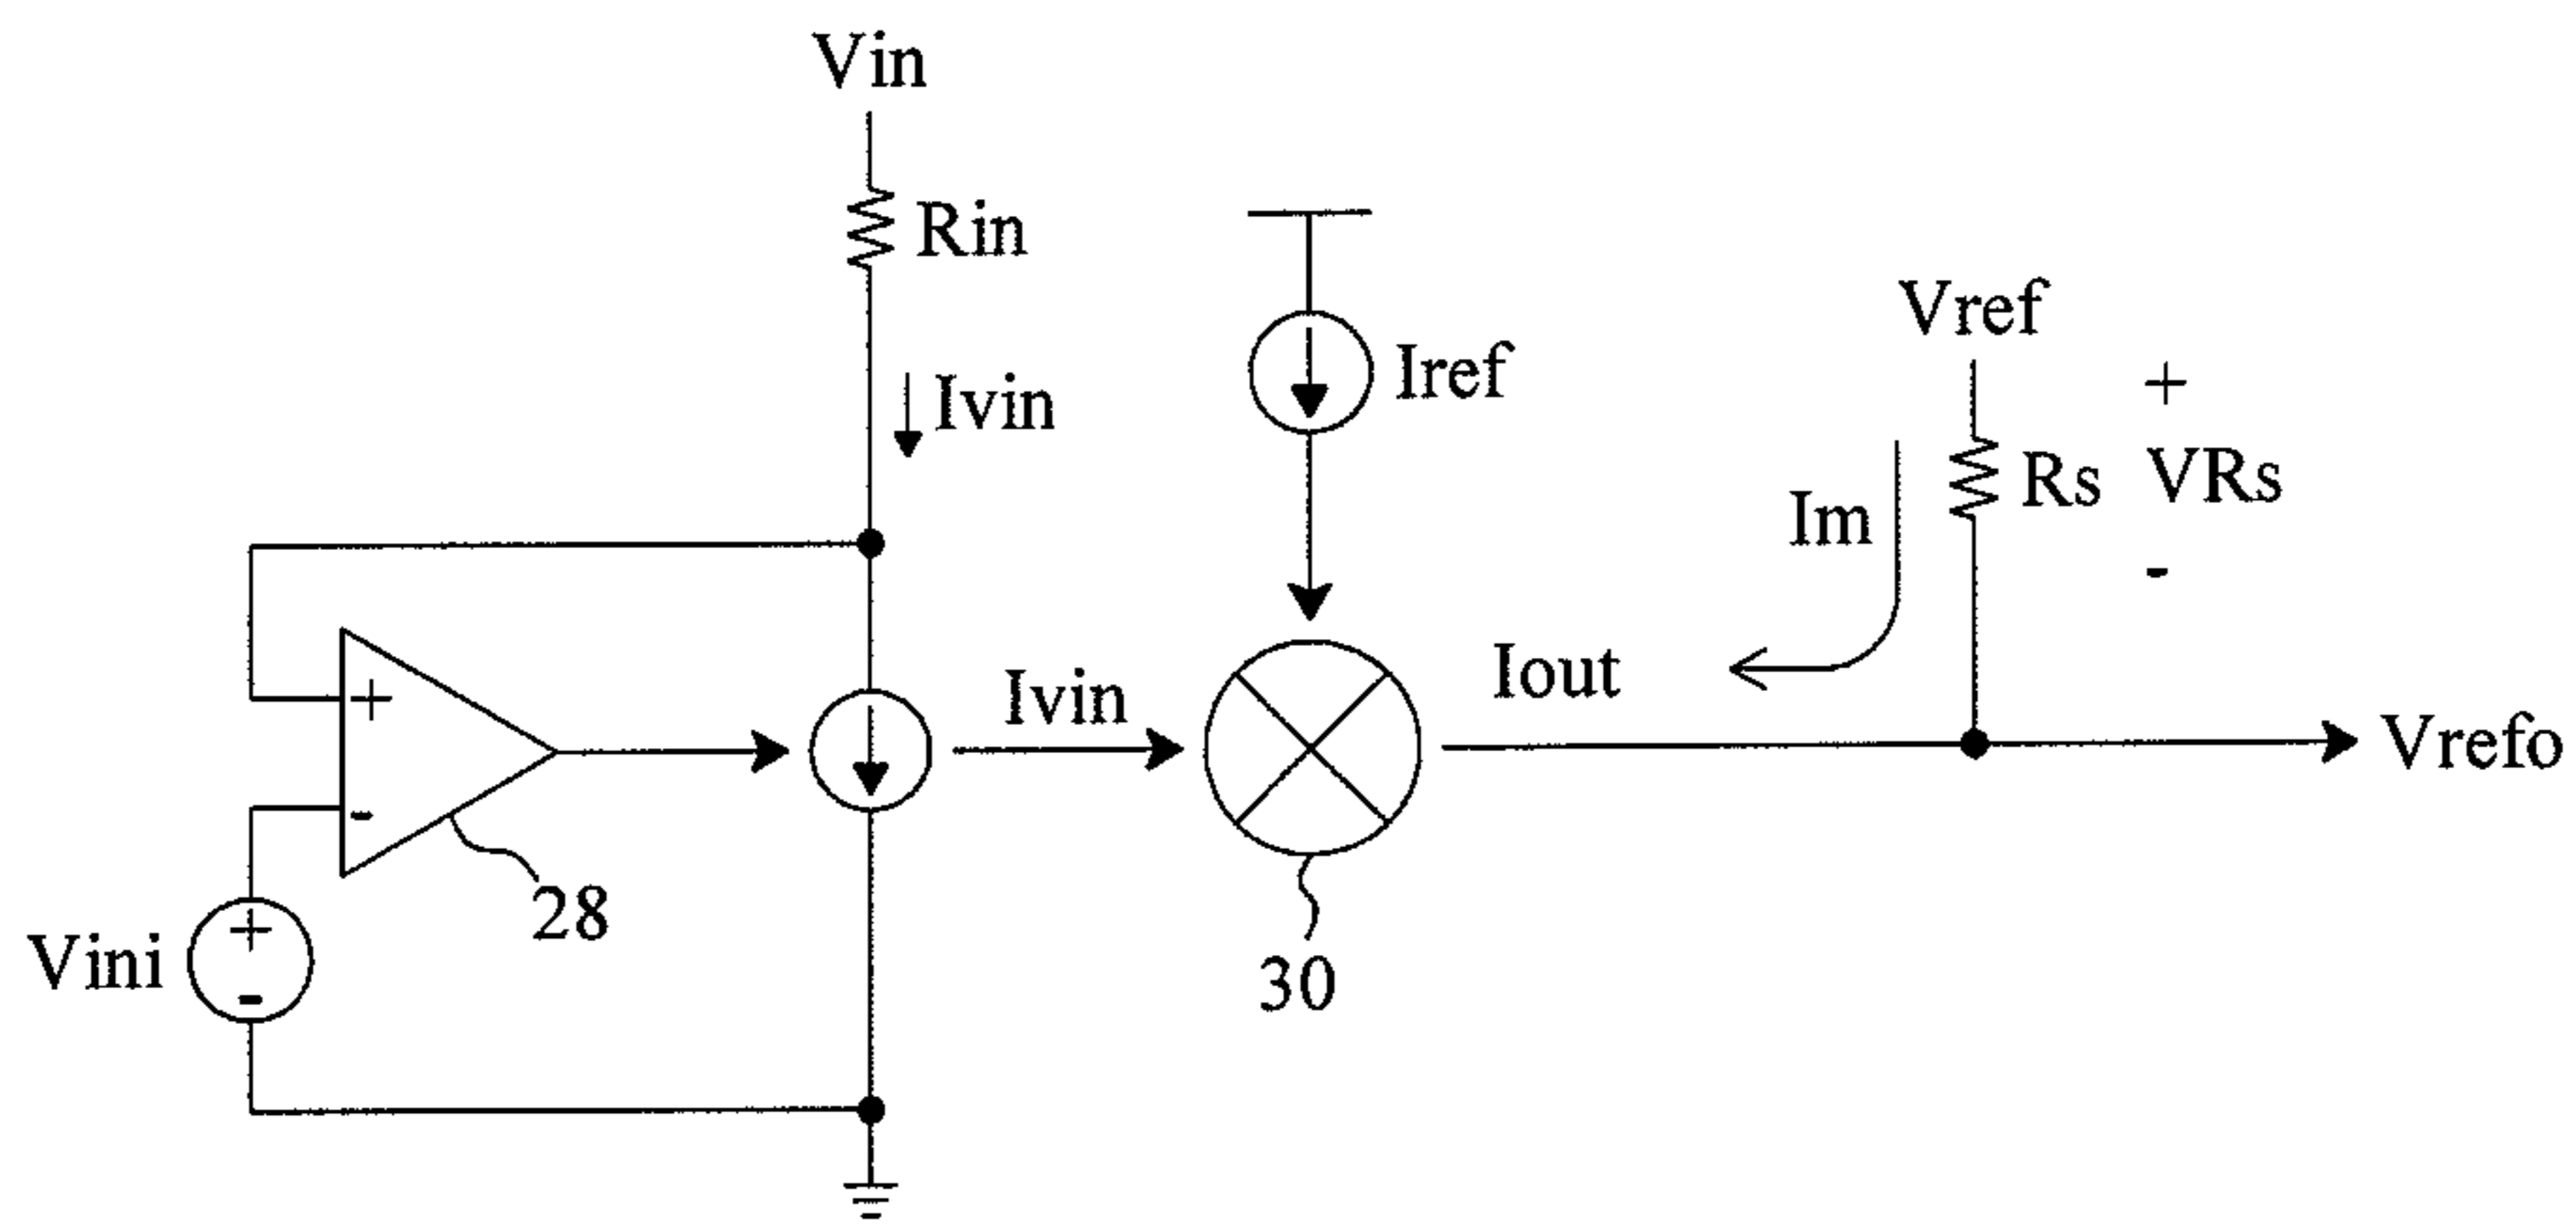 Vin
Rin
Iref
Vref
+
Ivin
Rs
VRs
Im
-
+
Ivin
Iout
Vrefo
-
28
Vini
+
-
30